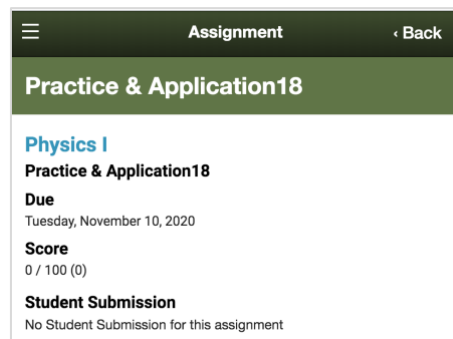 Assignment
‹ Back
Practice & Application18
Physics I
Practice & Application18
Due
Tuesday, November 10, 2020
Score
0 / 100 (0)
Student Submission
No Student Submission for this assignment